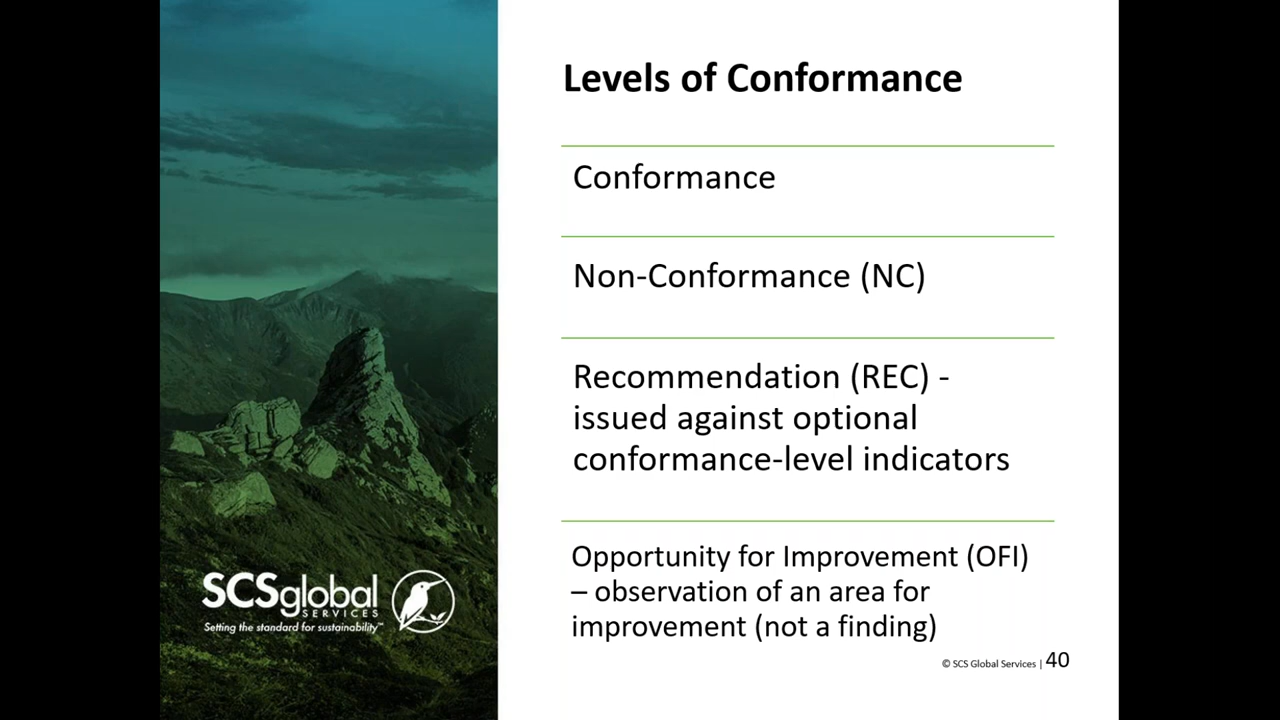 Levels of Conformance
Conformance
Non-Conformance (NC)
Recommendation (REC) -
issued against optional
conformance-level indicators
Opportunity for Improvement (OFI)
– observation of an area for
improvement (not a finding)
SCSglobal
SERVICES
Setting the standard for sustainability™
© SCS Global Services | 40